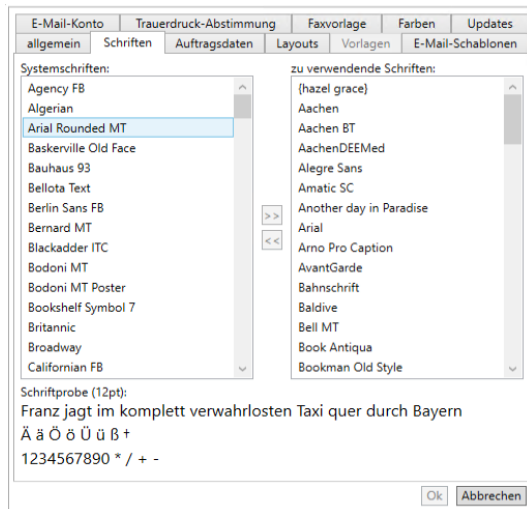 E-Mail-Konto Trauerdruck-Abstimmung Faxvorlage Farben Updates
allgemein Schriften Auftragsdaten Layouts Vorlagen E-Mail-Schablonen
Systemschriften: zu verwendende Schriften:
Agency FB {hazel grace}
Algerian Aachen
Arial Rounded MT Aachen BT
Baskerville Old Face AachenDEEMed
Bauhaus 93 Alegre Sans
Bellota Text Amatic SC
Berlin Sans FB Another day in Paradise
>>
Bernard MT Arial
<<
Blackadder ITC Arno Pro Caption
Bodoni MT AvantGarde
Bodoni MT Poster Bahnschrift
Bookshelf Symbol 7 Baldive
Britannic Bell MT
Broadway Book Antiqua
Californian FB Bookman Old Style
Schriftprobe (12pt):
Franz jagt im komplett verwahrlosten Taxi quer durch Bayern
Ä ä Ö ö Ü ü ß †
1234567890 * / + -
Ok Abbrechen